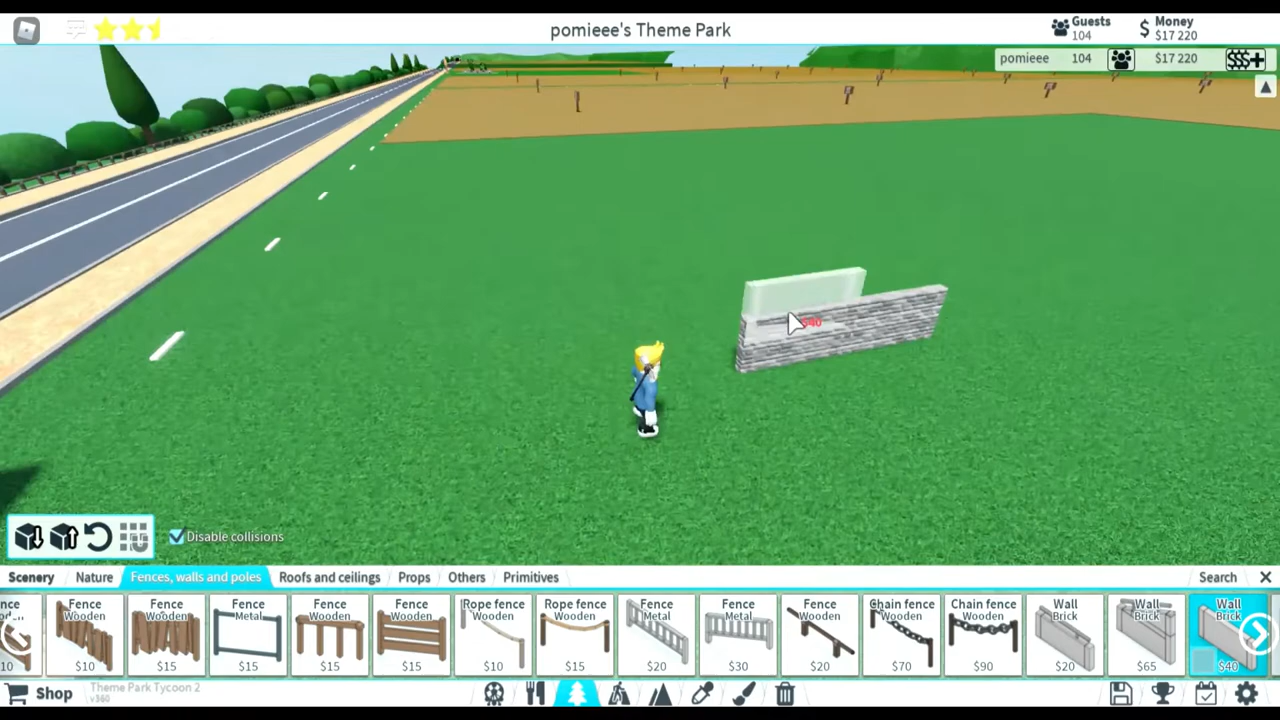 pomieee's Theme Park
Guests
104
$ Money
$17 220
pomieee 104 $17 220
$$$+
$40
Disable collisions
Scenery Nature Fences, walls and poles Roofs and ceilings Props Others Primitives Search
Fence Wooden $10
Fence Wooden $15
Fence Metal $15
Fence Wooden $15
Fence Wooden $15
Rope fence Wooden $10
Rope fence Wooden $15
Fence Metal $20
Fence Metal $30
Fence Wooden $20
Chain fence Wooden $70
Chain fence Wooden $90
Wall Brick $20
Wall Brick $65
Wall Brick $40
Shop
Theme Park Tycoon 2
v360